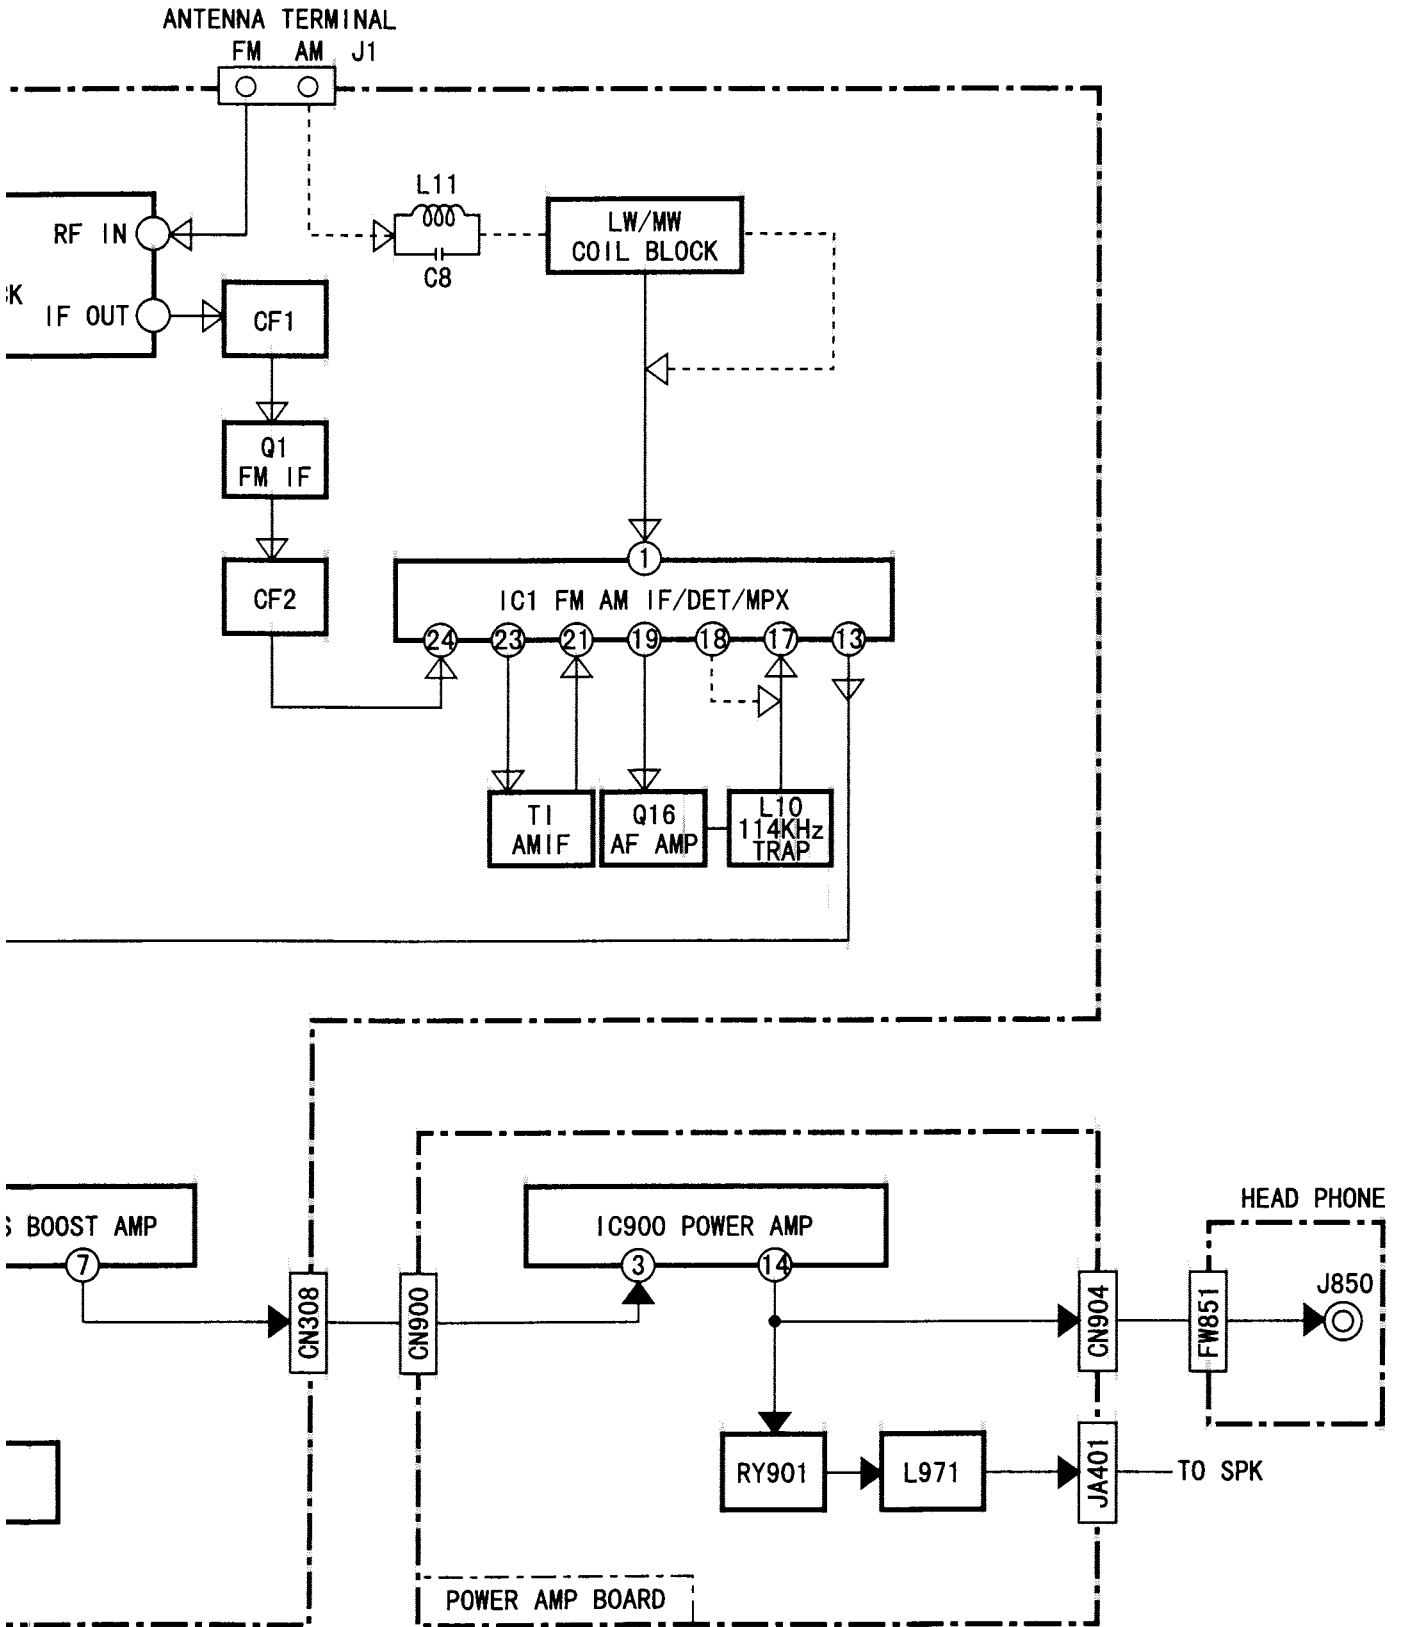 ANTENNA TERMINAL
FM AM J1
L11
RF IN
LW/MW
COIL BLOCK
C8
K
IF OUT
CF1
Q1
FM IF
1
CF2
IC1 FM AM IF/DET/MPX
24 23 21 19 18 17 13
TI
AMIF
Q16
AF AMP
L10
114KHz
TRAP
S BOOST AMP
7
IC900 POWER AMP
3 14
HEAD PHONE
CN308
CN900
CN904
FW851
J850
RY901
L971
JA401
TO SPK
POWER AMP BOARD